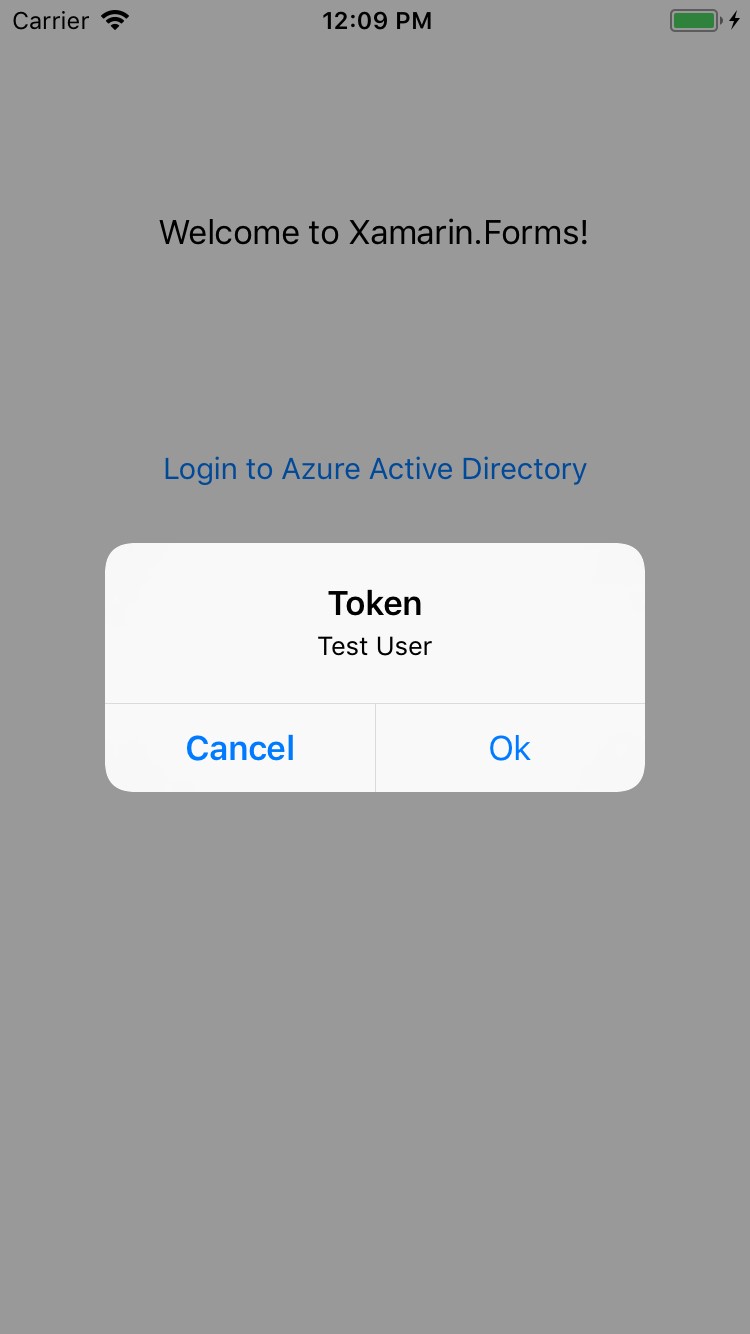 Carrier 12:09 PM
Welcome to Xamarin.Forms!
Login to Azure Active Directory
Token
Test User
Cancel Ok